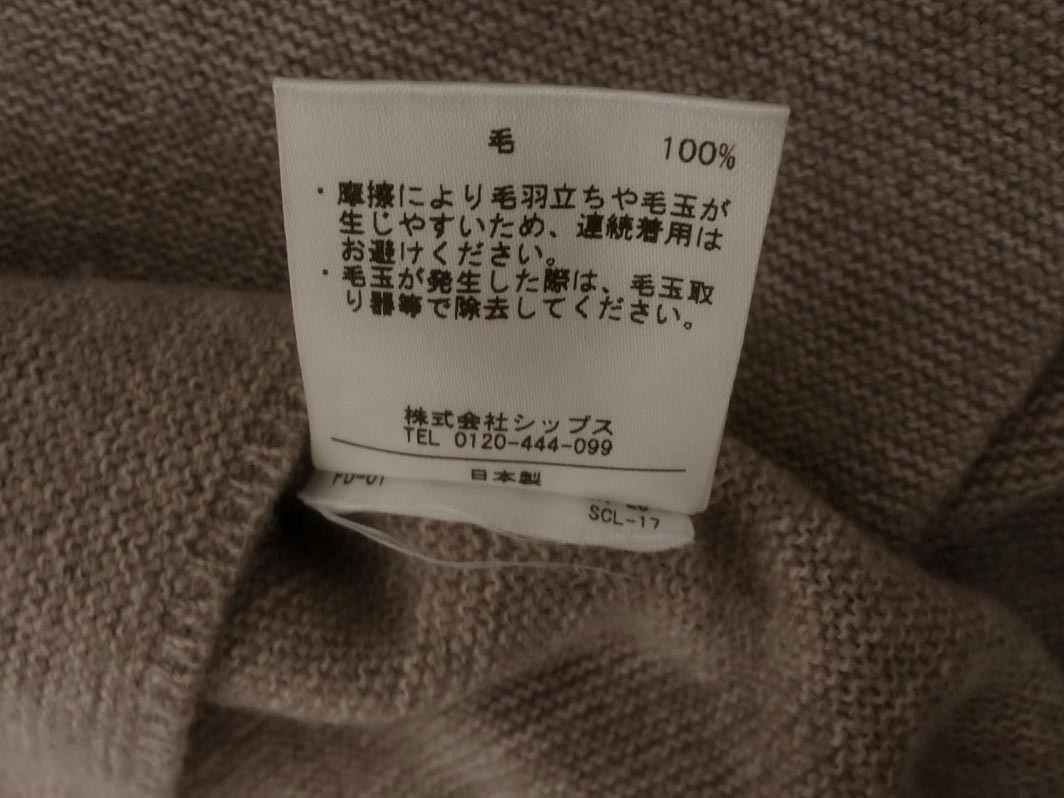 毛 100%
・摩擦により毛羽立ちや毛玉が
生じやすいため、連続着用は
お避けください。
・毛玉が発生した際は、毛玉取
り器等で除去してください。
株式会社シップス
TEL 0120-444-099
日本製
FD-01
SCL-17